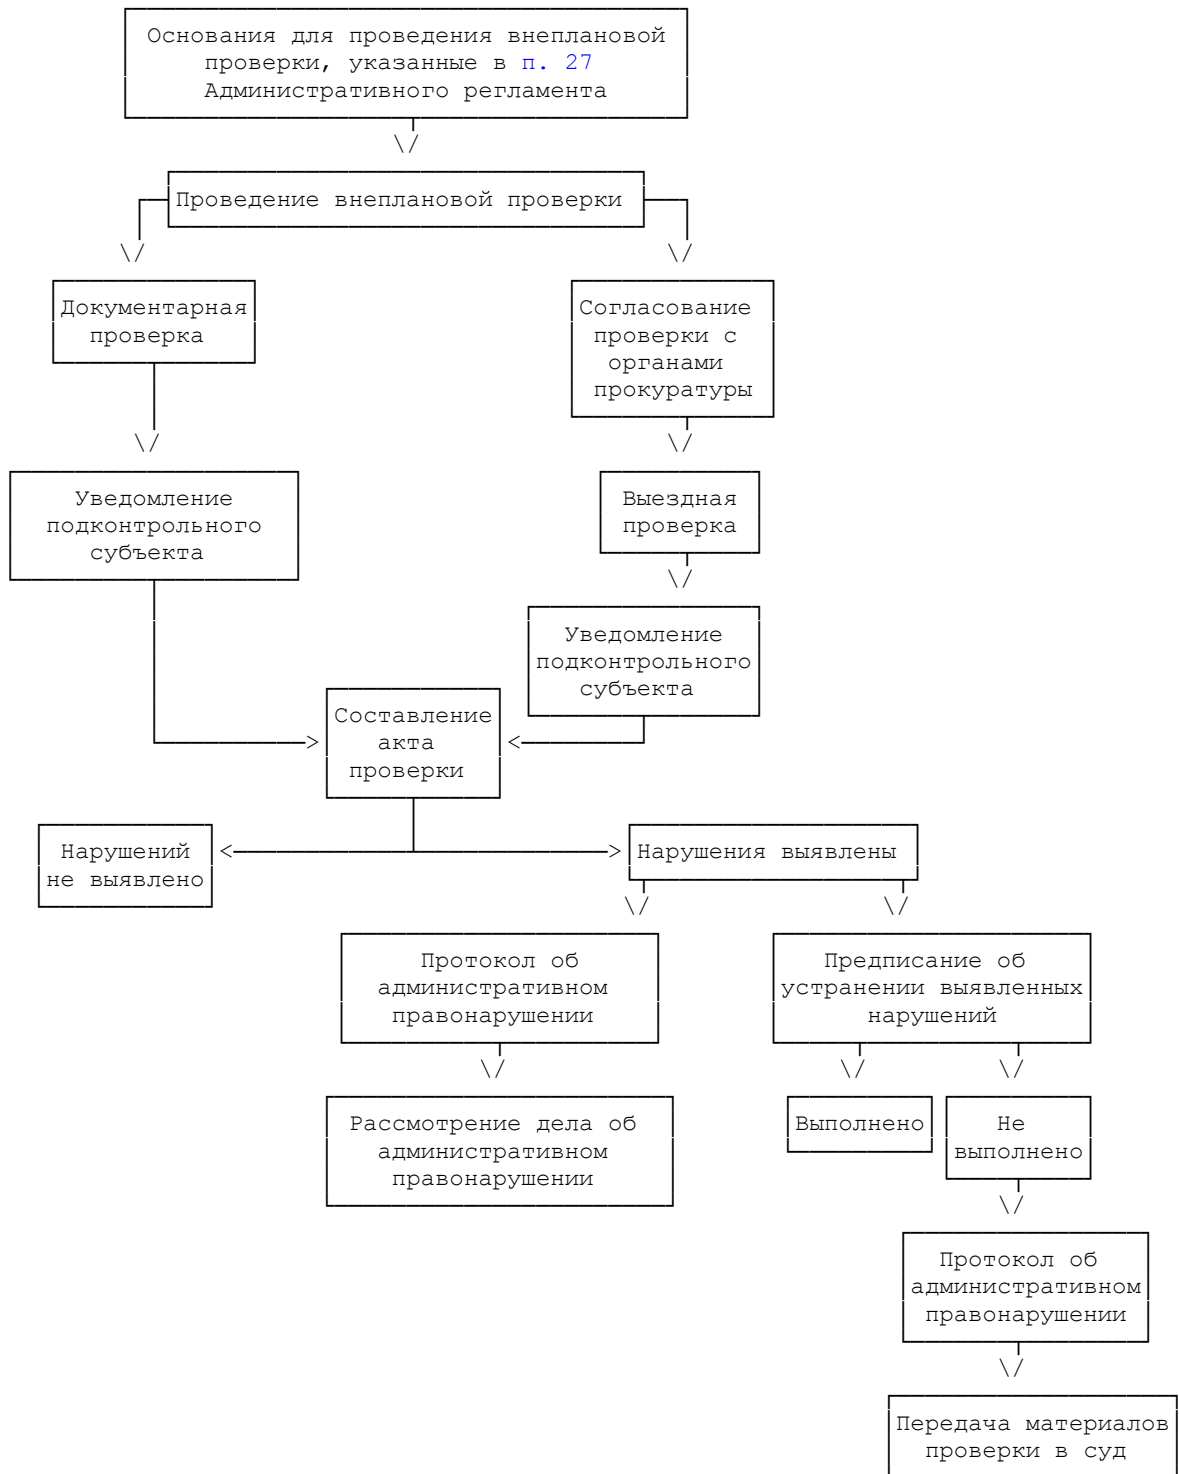 Основания для проведения внеплановой
проверки, указанные в п. 27
Административного регламента
Проведение внеплановой проверки
Документарная
проверка
Согласование
проверки с
органами
прокуратуры
Уведомление
подконтрольного
субъекта
Выездная
проверка
Уведомление
подконтрольного
субъекта
Составление
акта
проверки
Нарушений
не выявлено
Нарушения выявлены
Протокол об
административном
правонарушении
Предписание об
устранении выявленных
нарушений
Рассмотрение дела об
административном
правонарушении
Выполнено
Не
выполнено
Протокол об
административном
правонарушении
Передача материалов
проверки в суд